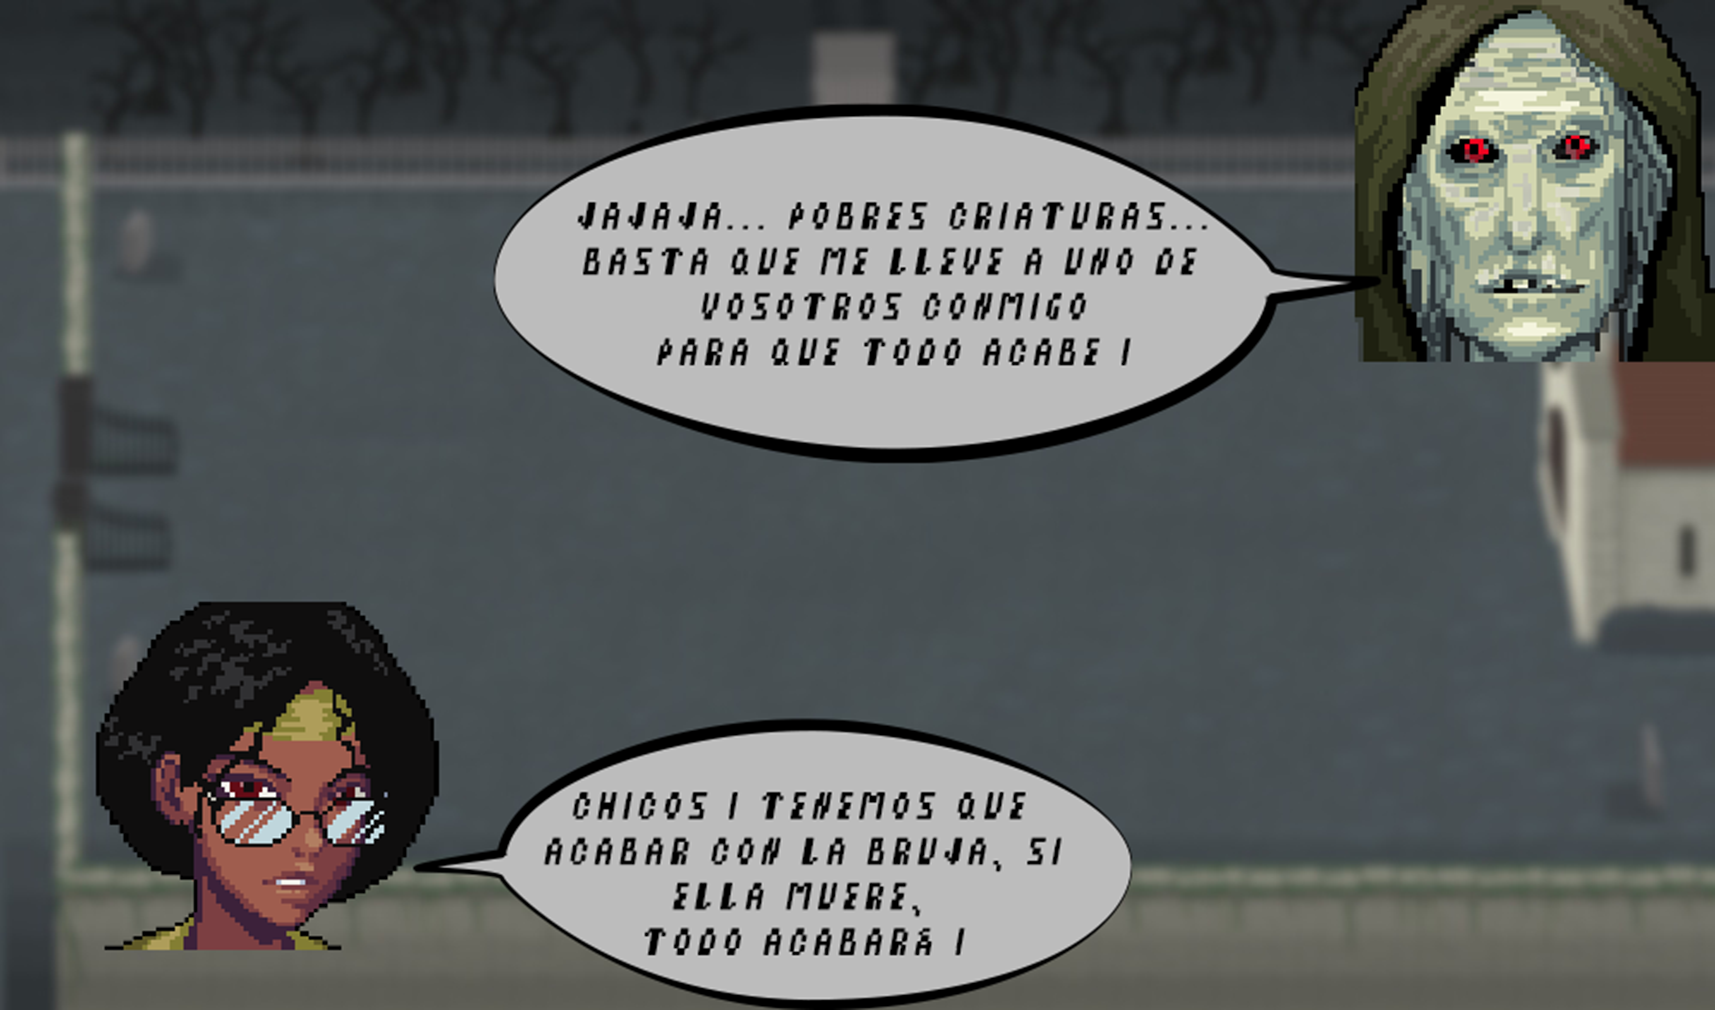 JAJAJA... POBRES CRIATURAS...
BASTA QUE ME LLEVE A UNO DE
VOSOTROS CONMIGO
PARA QUE TODO ACABE !
CHICOS ! TENEMOS QUE
ACABAR CON LA BRUJA, SI
ELLA MUERE,
TODO ACABARÁ !